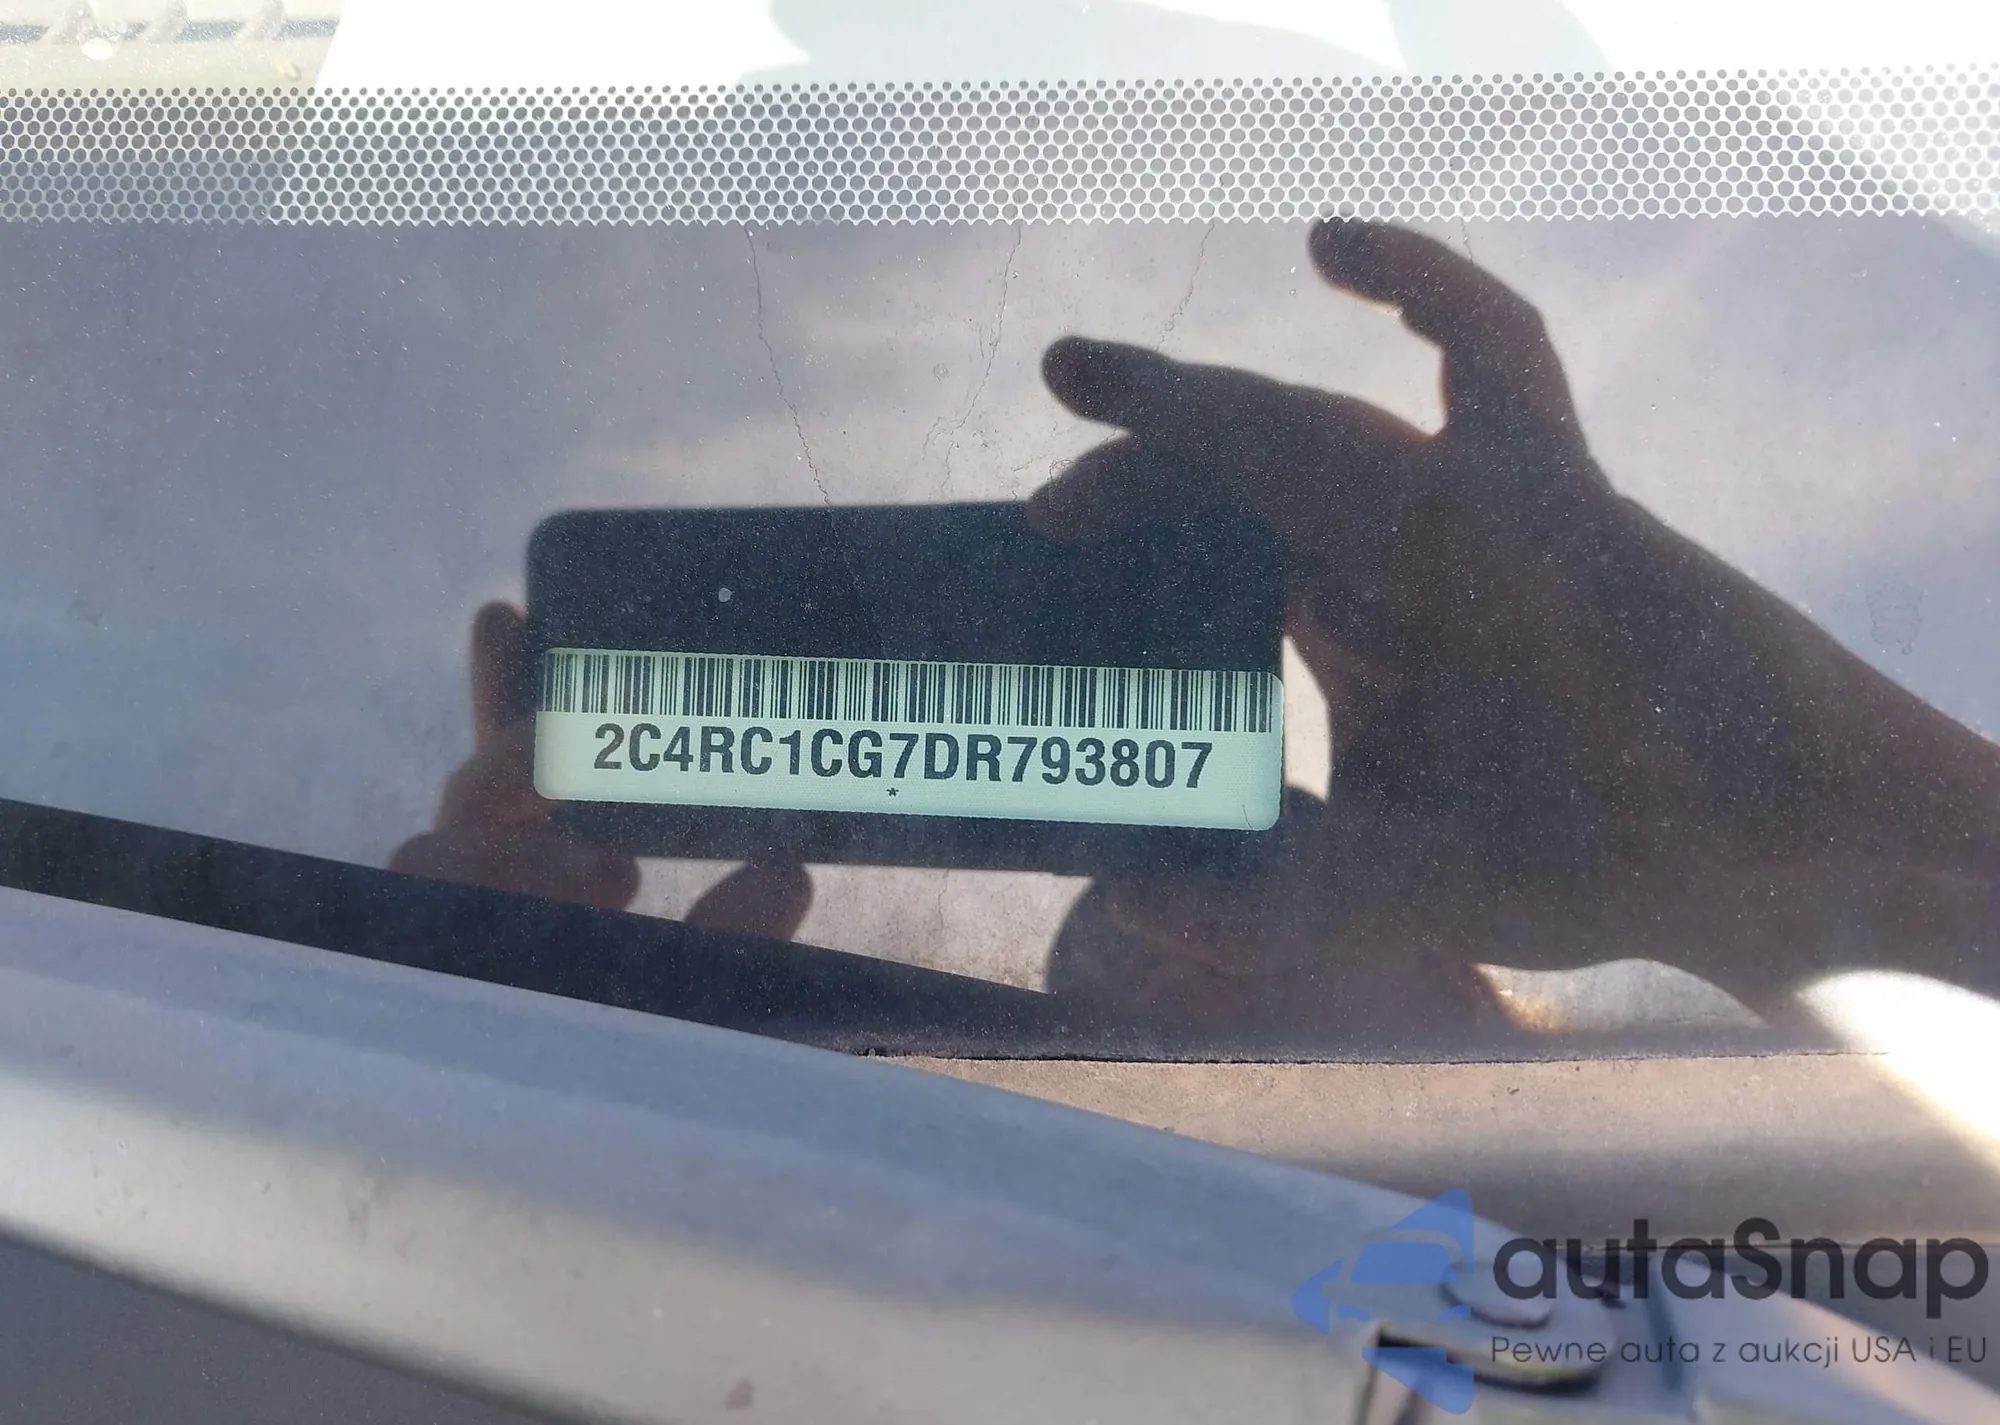 2C4RC1CG7DR793807
*
autaSnap
Pewne auta z aukcji USA i EU